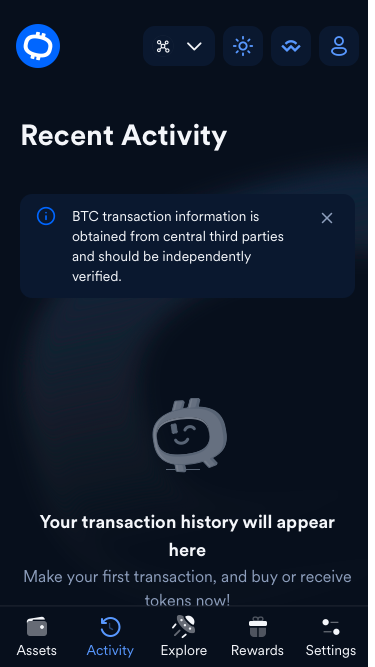 Recent Activity
BTC transaction information is
obtained from central third parties
and should be independently
verified.
Your transaction history will appear
here
Make your first transaction, and buy or receive
tokens now!
Assets
Activity
Explore
Rewards
Settings